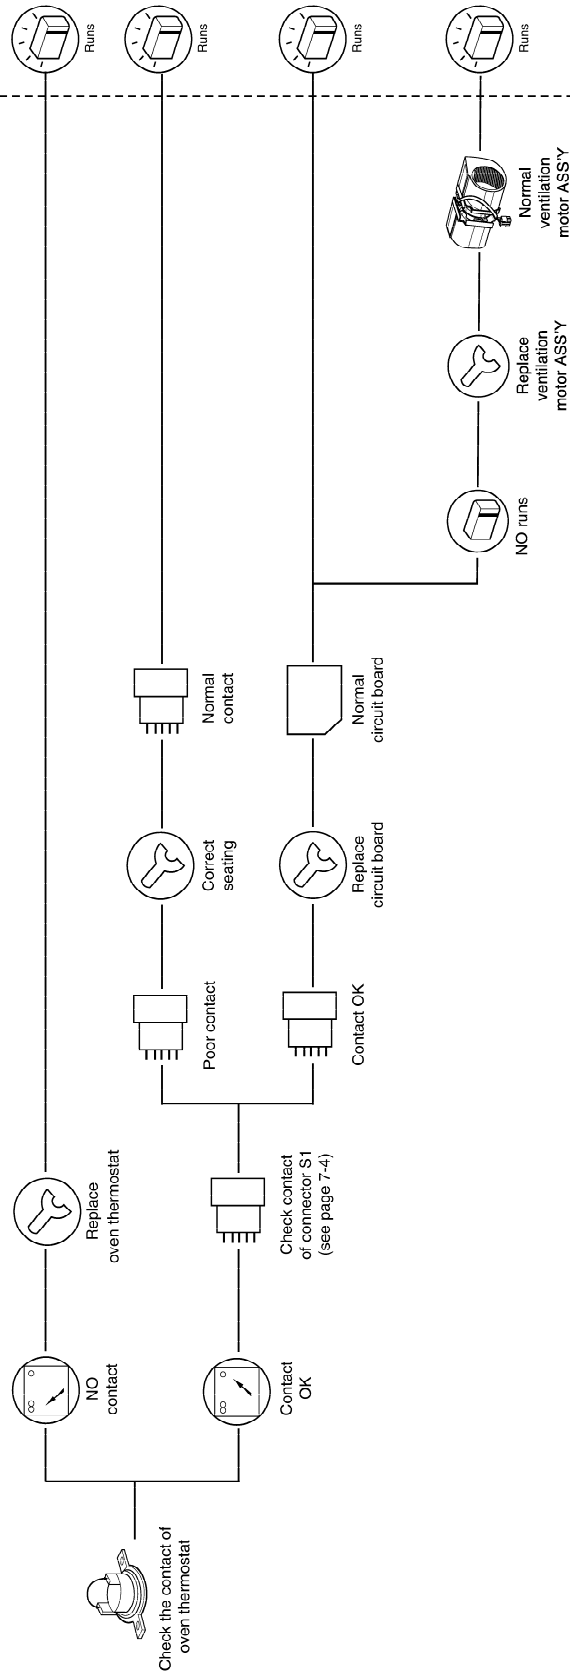 Check the contact of
oven thermostat
NO
contact
Replace
oven thermostat
Runs
Contact
OK
Check contact
of connector S1
(see page 7-4)
Poor contact
Correct
seating
Normal
contact
Runs
Contact OK
Replace
circuit board
Normal
circuit board
Runs
NO runs
Replace
ventilation
motor ASS'Y
Normal
ventilation
motor ASS'Y
Runs